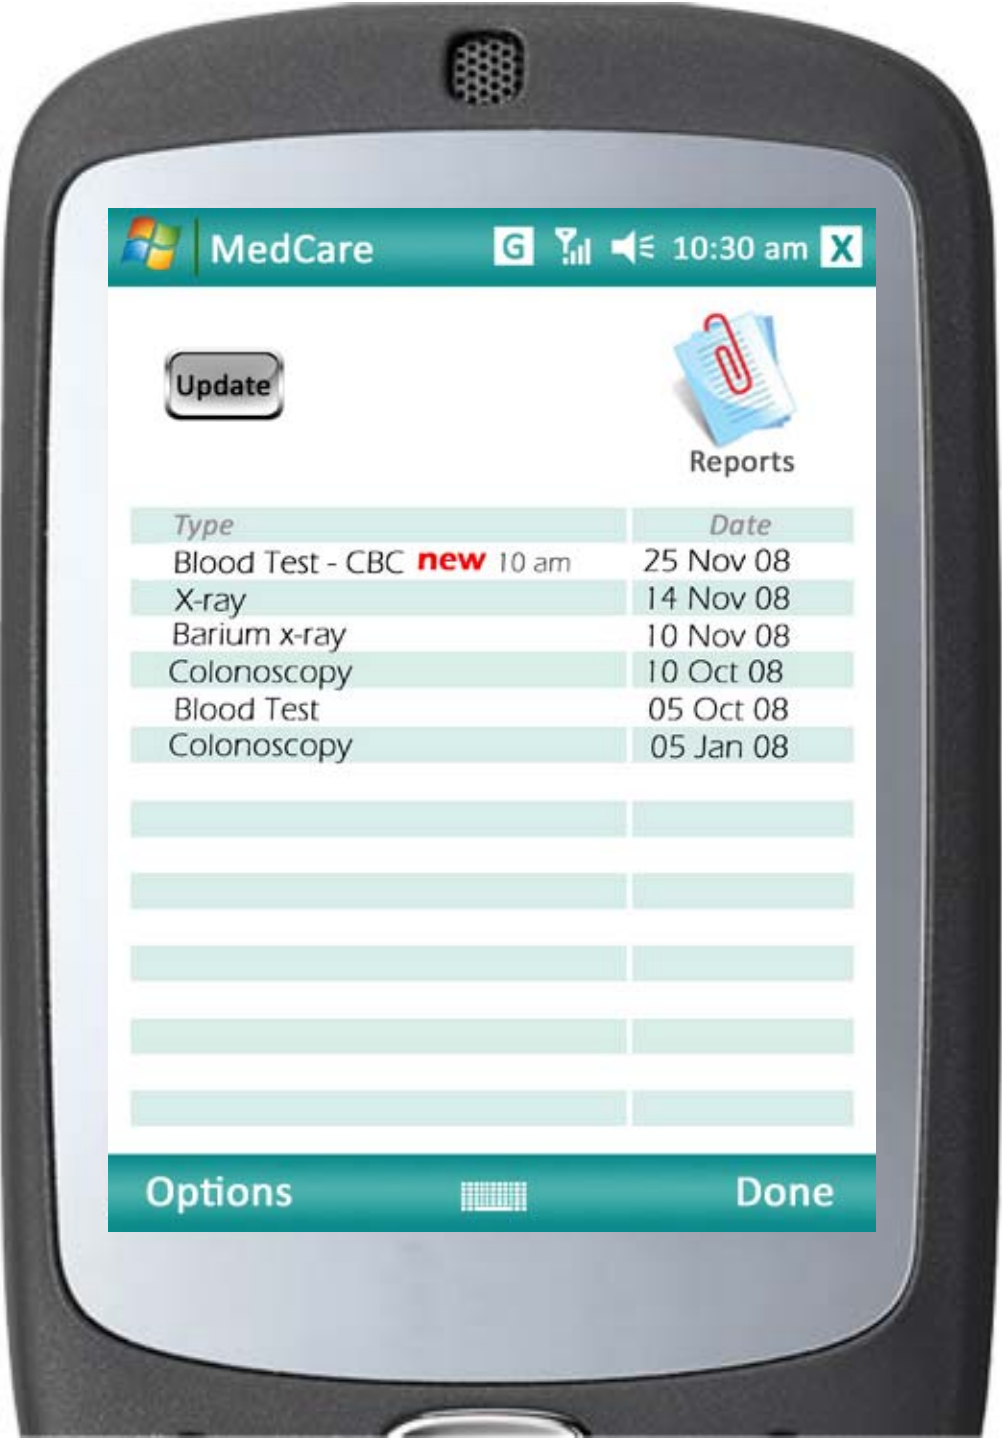 MedCare G 10:30 am X
Update
Reports
Type Date
Blood Test - CBC new 10 am 25 Nov 08
X-ray 14 Nov 08
Barium x-ray 10 Nov 08
Colonoscopy 10 Oct 08
Blood Test 05 Oct 08
Colonoscopy 05 Jan 08
Options Done